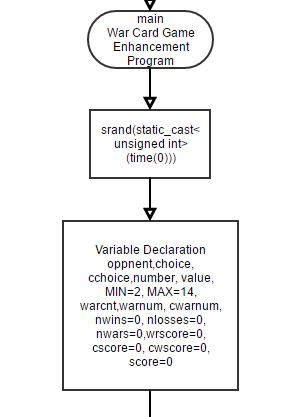 main
War Card Game
Enhancement
Program
srand(static_cast<
unsigned int>
(time(0)))
Variable Declaration
oppnent,choice,
cchoice,number, value,
MIN=2, MAX=14,
warcnt,warnum, cwarnum,
nwins=0, nlosses=0,
nwars=0,wrscore=0,
cscore=0, cwscore=0,
score=0